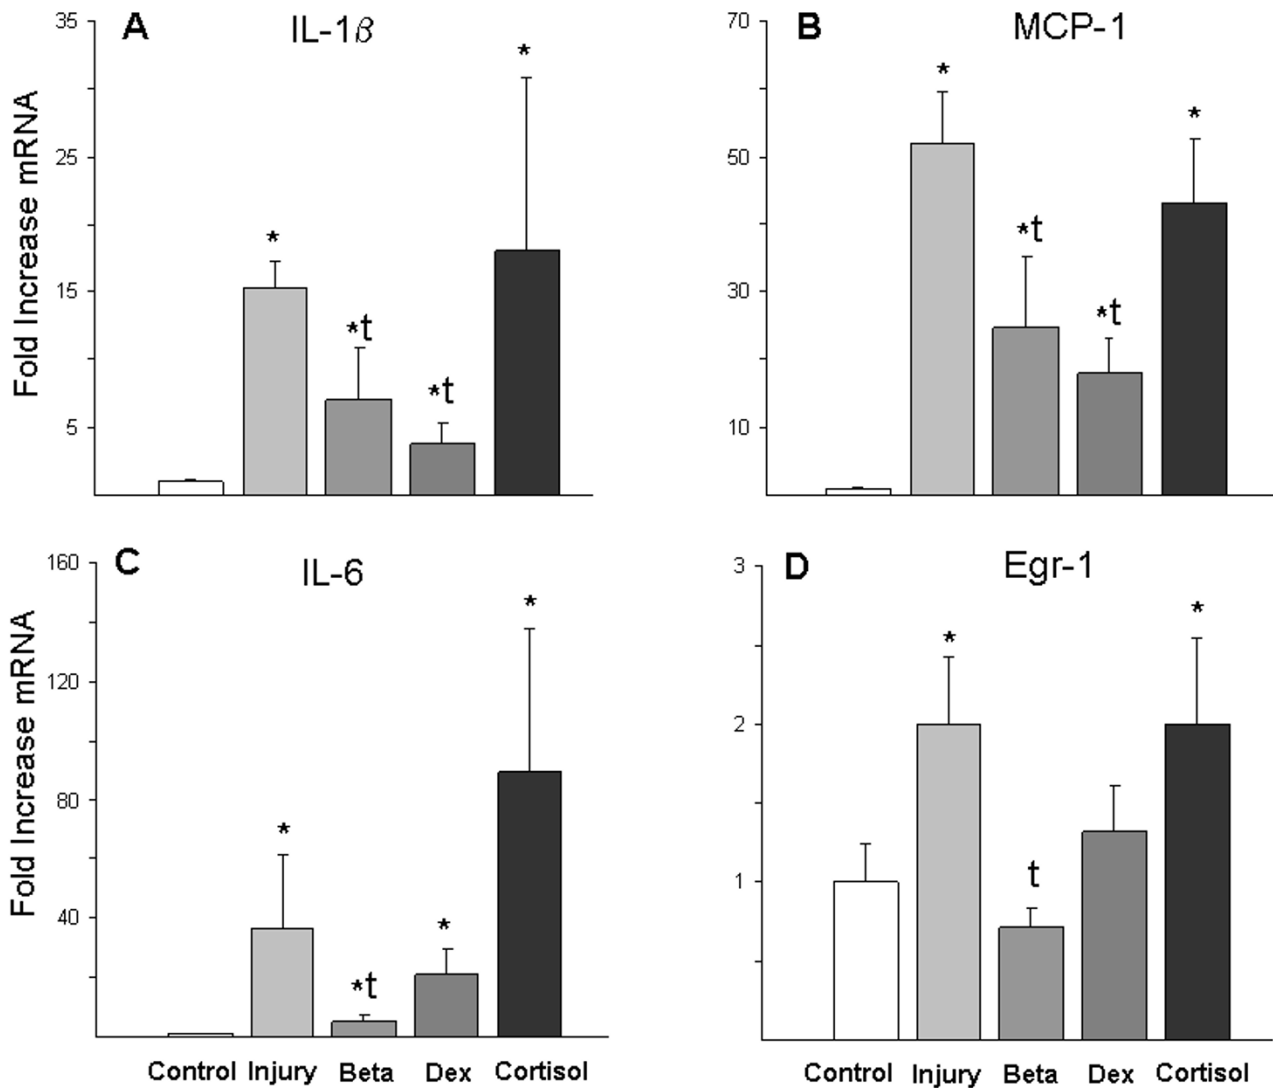 A IL-1β
Fold Increase mRNA
35
25
15
5
*
*t
*t
*
B MCP-1
70
50
30
10
*
*t
*t
*
C IL-6
Fold Increase mRNA
160
120
80
40
*
*t
*
*
Control Injury Beta Dex Cortisol
D Egr-1
3
2
1
*
t
*
Control Injury Beta Dex Cortisol